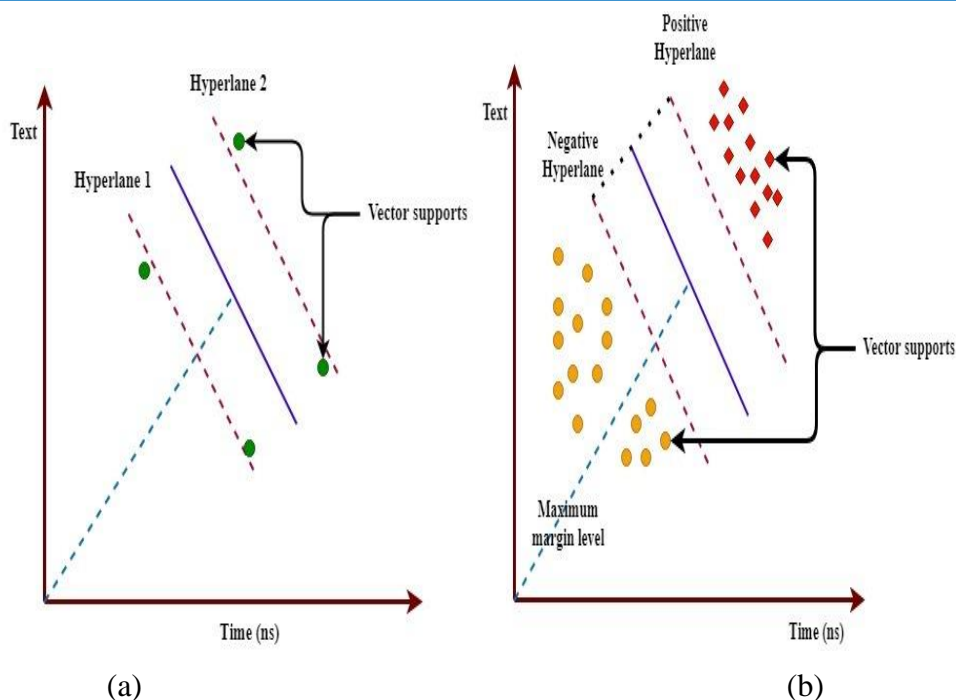 Hyperlane 2
Text
Hyperlane 1
Vector supports
Time (ns)
(a)
Positive
Hyperlane
Text
Negative
Hyperlane
Vector supports
Maximum
margin level
Time (ns)
(b)